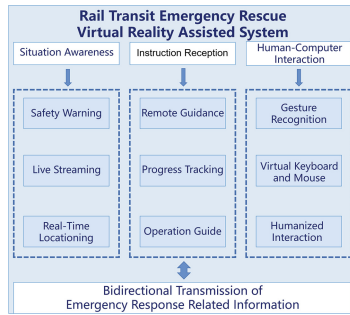 Rail Transit Emergency Rescue
Virtual Reality Assisted System
Situation Awareness
Instruction Reception
Human-Computer
Interaction
Safety Warning
Live Streaming
Real-Time
Locationing
Remote Guidance
Progress Tracking
Operation Guide
Gesture
Recognition
Virtual Keyboard
and Mouse
Humanized
Interaction
Bidirectional Transmission of
Emergency Response Related Information